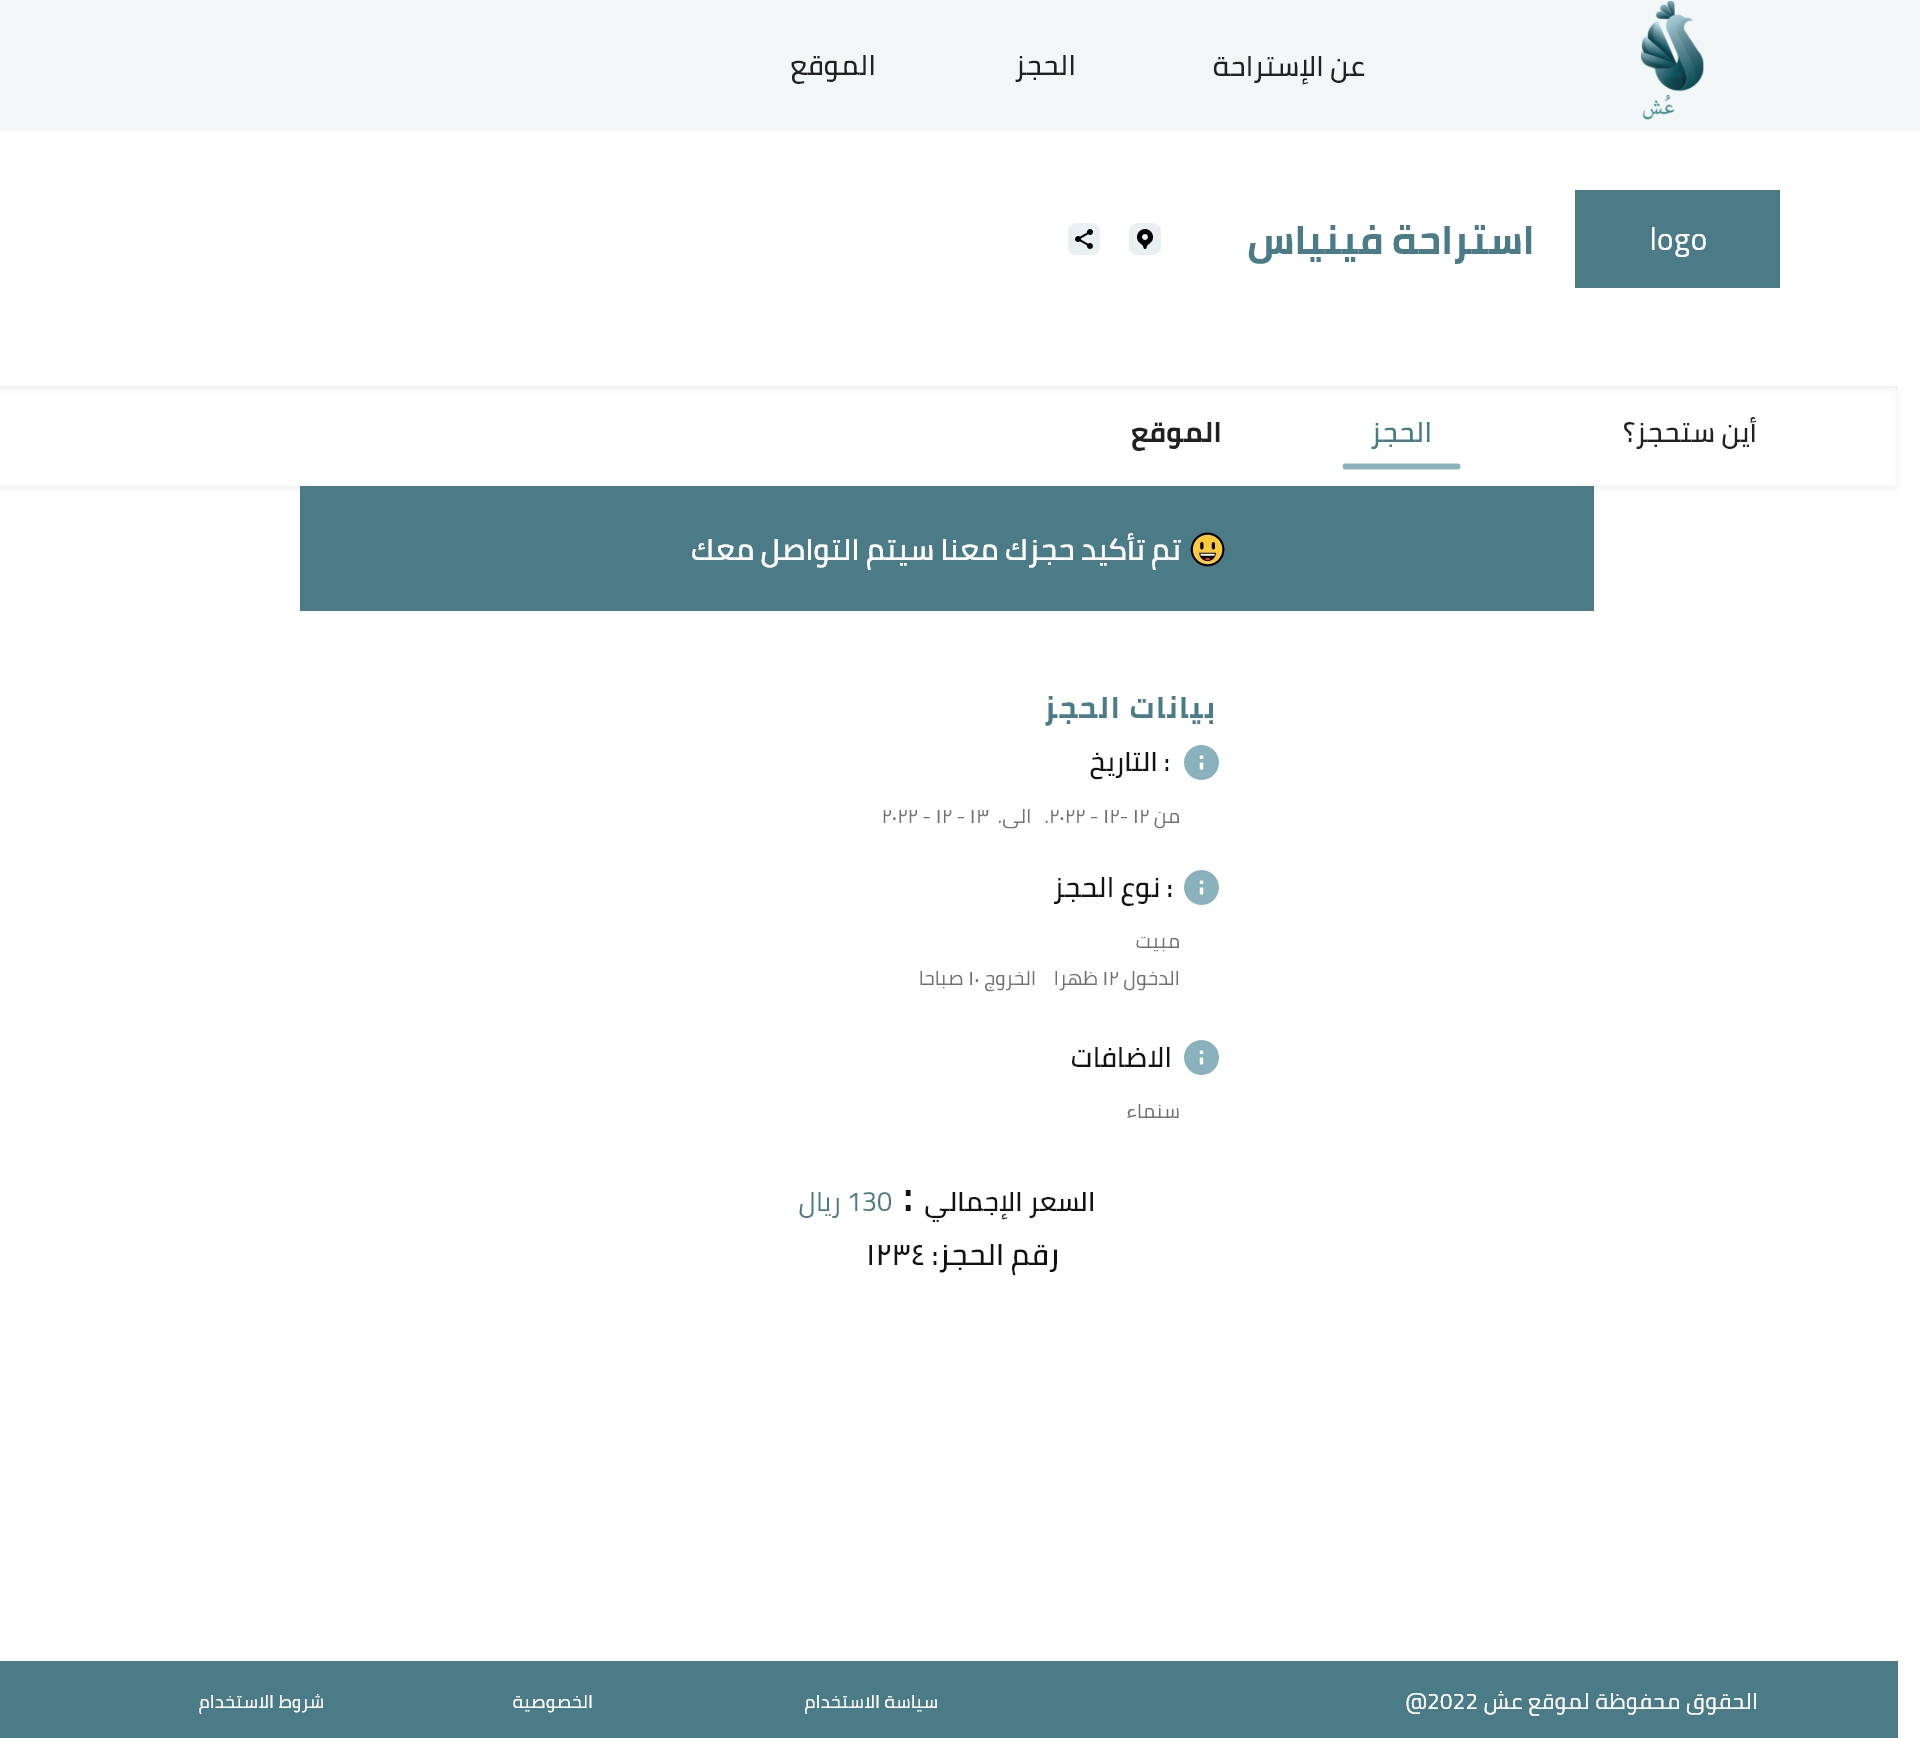 عُش
عن الإستراحة
الحجز
الموقع
logo
استراحة فينياس
أين ستحجز؟
الحجز
الموقع
😃 تم تأكيد حجزك معنا سيتم التواصل معك
بيانات الحجز
: التاريخ
من ١٢ -١٢ - ٢٠٢٢. الى. ١٣ - ١٢ - ٢٠٢٢
: نوع الحجز
مبيت
الدخول ١٢ ظهرا الخروج ١٠ صباحا
الاضافات
سنماء
السعر الإجمالي : 130 ريال
رقم الحجز: ١٢٣٤
الحقوق محفوظة لموقع عش 2022@
سياسة الاستخدام
الخصوصية
شروط الاستخدام